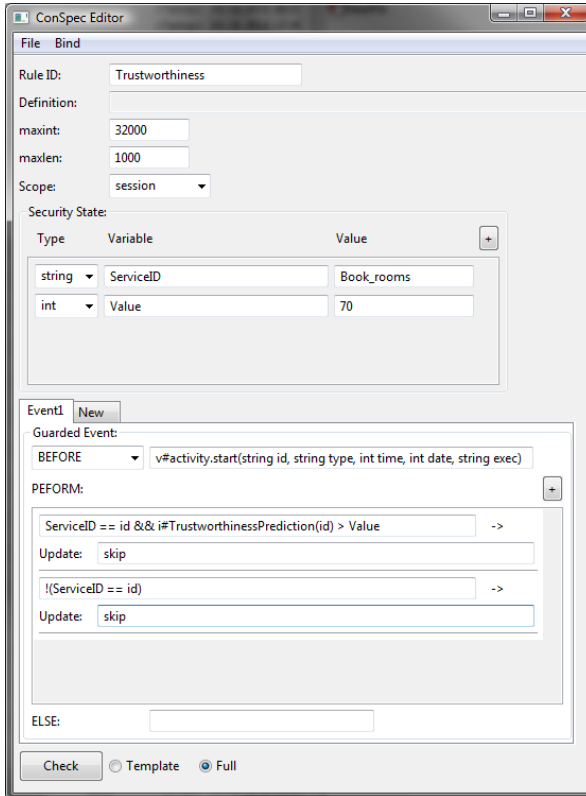 ConSpec Editor
File Bind
Rule ID: Trustworthiness
Definition:
maxint: 32000
maxlen: 1000
Scope: session
Security State:
Type Variable Value +
string ServiceID Book_rooms
int Value 70
Event1 New
Guarded Event:
BEFORE v#activity.start(string id, string type, int time, int date, string exec)
PEFORM: +
ServiceID == id && i#TrustworthinessPrediction(id) > Value ->
Update: skip
!(ServiceID == id) ->
Update: skip
ELSE:
Check Template Full